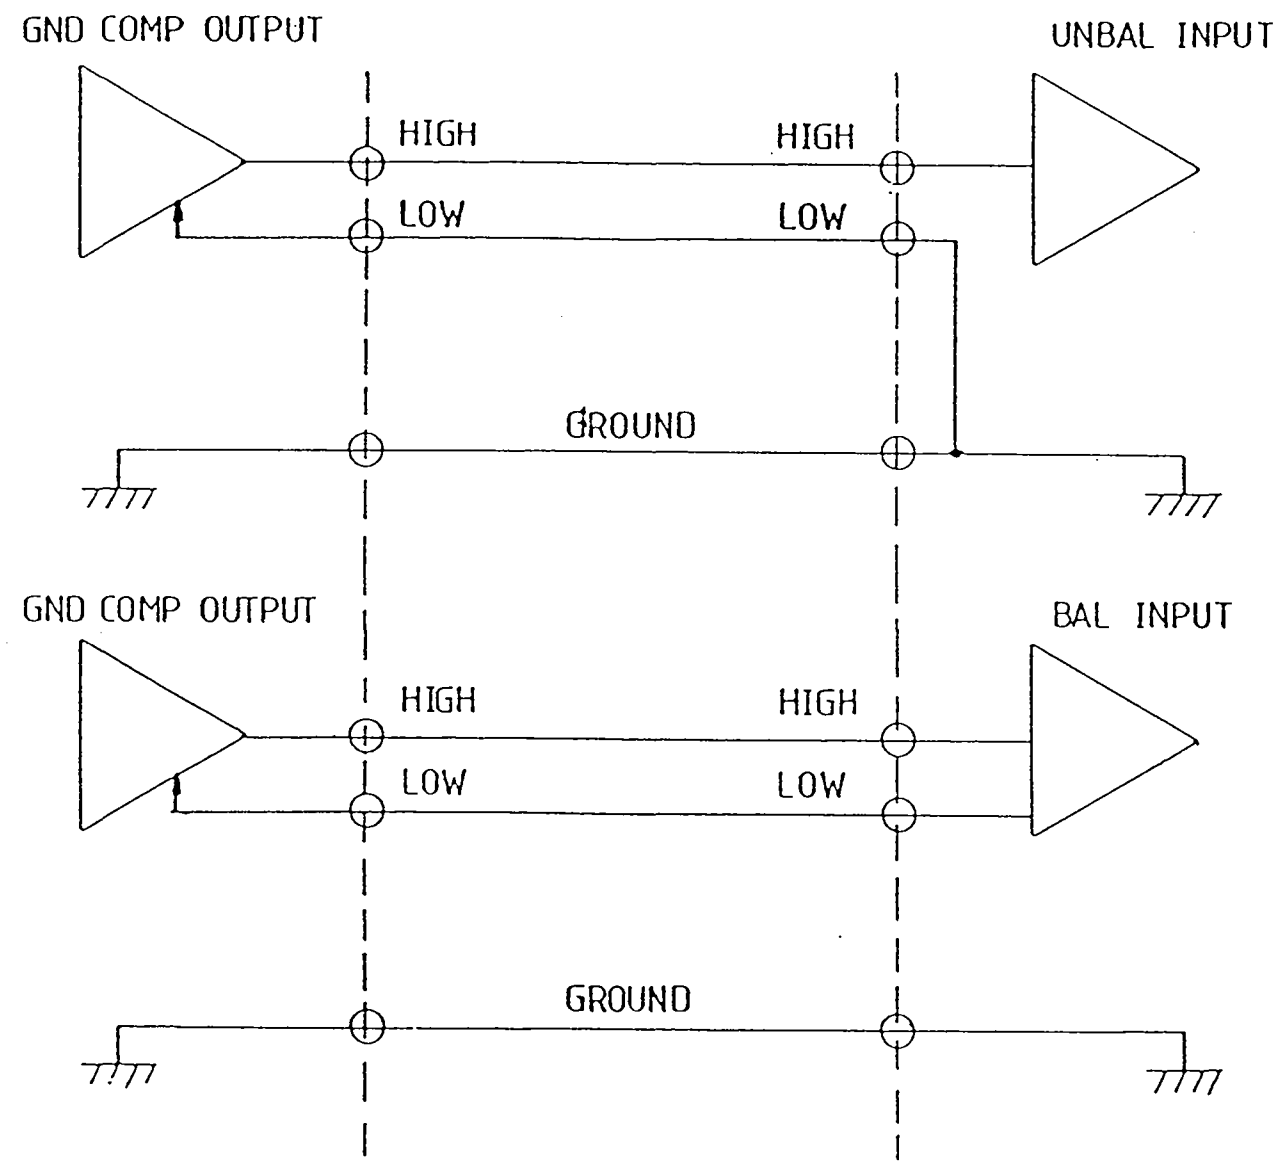 GND COMP OUTPUT
UNBAL INPUT
HIGH
HIGH
LOW
LOW
GROUND
GND COMP OUTPUT
BAL INPUT
HIGH
HIGH
LOW
LOW
GROUND